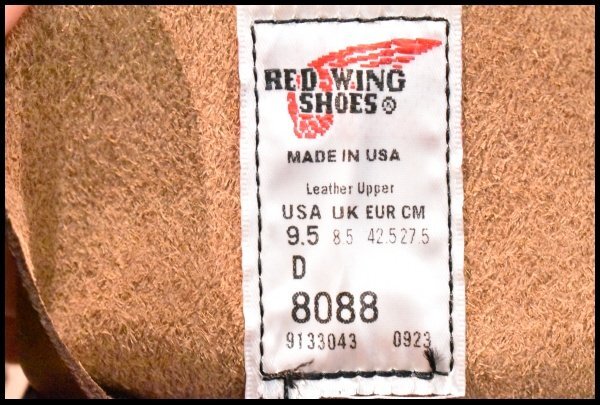 RED WING
SHOES®
MADE IN USA
Leather Upper
USA UK EUR CM
9.5 8.5 42.5 27.5
D
8088
9133043 0923